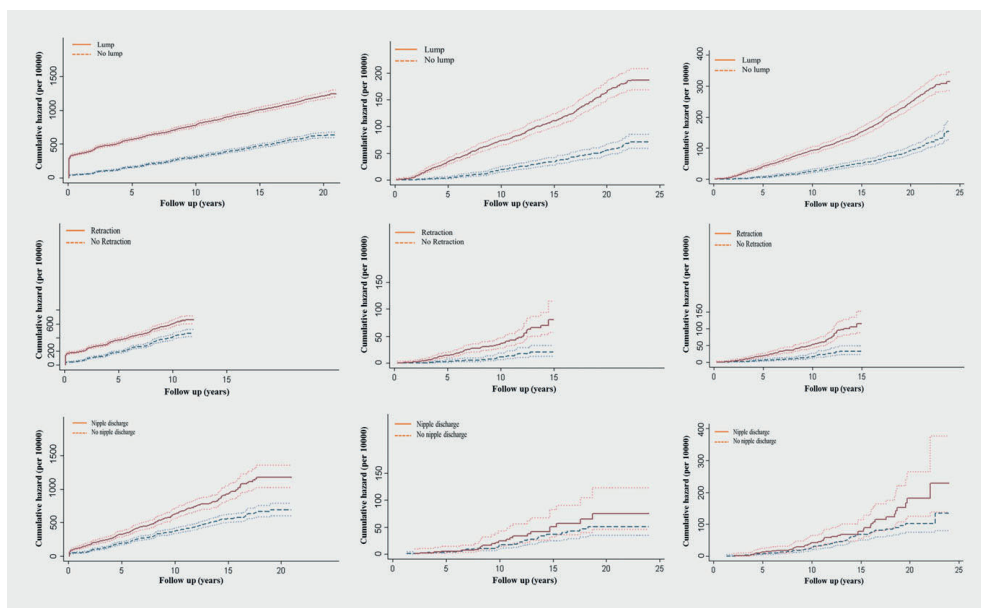 Cumulative hazard (per 10000)
Lump
No lump
1500
1000
500
0
0 5 10 15 20
Follow up (years)
Cumulative hazard (per 10000)
Lump
No lump
200
150
100
50
0
0 5 10 15 20 25
Follow up (years)
Cumulative hazard (per 10000)
Lump
No lump
400
300
200
100
0
0 5 10 15 20 25
Follow up (years)
Cumulative hazard (per 10000)
Retraction
No Retraction
600
200
0
0 5 10 15
Follow up (years)
Cumulative hazard (per 10000)
Retraction
No Retraction
150
100
50
0
0 5 10 15
Follow up (years)
Cumulative hazard (per 10000)
Retraction
No Retraction
150
100
50
0
0 5 10 15
Follow up (years)
Cumulative hazard (per 10000)
Nipple discharge
No nipple discharge
1500
1000
500
0
0 5 10 15 20
Follow up (years)
Cumulative hazard (per 10000)
Nipple discharge
No nipple discharge
150
100
50
0
0 5 10 15 20 25
Follow up (years)
Cumulative hazard (per 10000)
Nipple discharge
No nipple discharge
400
300
200
100
0
0 5 10 15 20 25
Follow up (years)